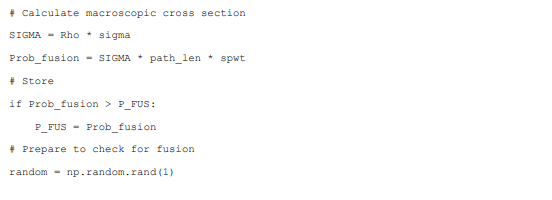 # Calculate macroscopic cross section
SIGMA = Rho * sigma
Prob_fusion = SIGMA * path_len * spwt
# Store
if Prob_fusion > P_FUS:
    P_FUS = Prob_fusion
# Prepare to check for fusion
random = np.random.rand(1)